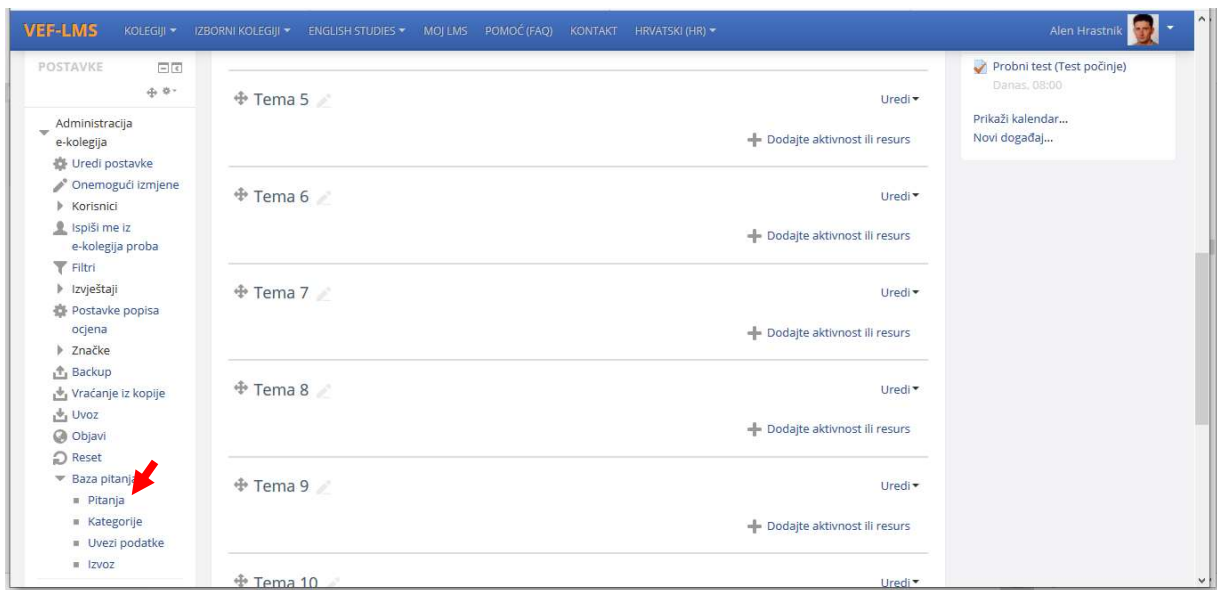 VEF-LMS KOLEGIJI IZBORNI KOLEGIJI ENGLISH STUDIES MOJ LMS POMOĆ (FAQ) KONTAKT HRVATSKI (HR) Alen Hrastnik
POSTAVKE
Administracija
e-kolegija
Uredi postavke
Onemogući izmjene
Korisnici
Ispiši me iz
e-kolegija proba
Filtri
Izvještaji
Postavke popisa
ocjena
Značke
Backup
Vraćanje iz kopije
Uvoz
Objavi
Reset
Baza pitanja
Pitanja
Kategorije
Uvezi podatke
Izvoz
Tema 5 Uredi
Dodajte aktivnost ili resurs
Tema 6 Uredi
Dodajte aktivnost ili resurs
Tema 7 Uredi
Dodajte aktivnost ili resurs
Tema 8 Uredi
Dodajte aktivnost ili resurs
Tema 9 Uredi
Dodajte aktivnost ili resurs
Tema 10 Uredi
Probni test (Test počinje)
Danas, 08:00
Prikaži kalendar...
Novi događaj...